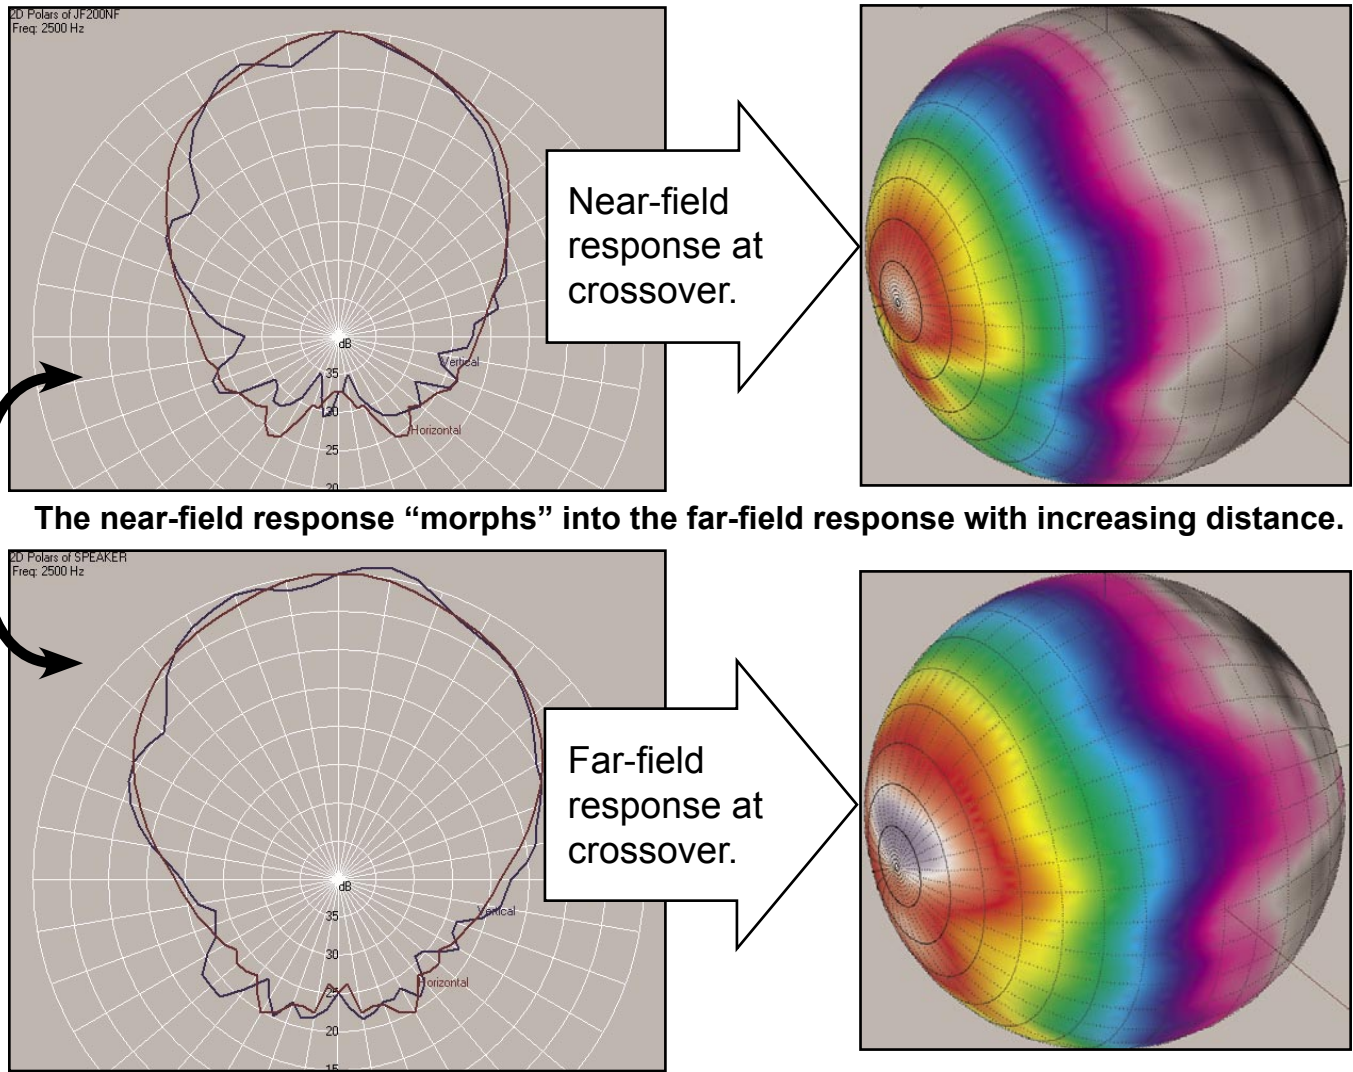 2D Polars of JF200NF
Freq: 2500 Hz
Near-field
response at
crossover.
dB
Vertical
35
30
Horizontal
25
20
The near-field response “morphs” into the far-field response with increasing distance.
2D Polars of SPEAKER
Freq: 2500 Hz
Far-field
response at
crossover.
dB
35
Vertical
30
Horizontal
25
20
15